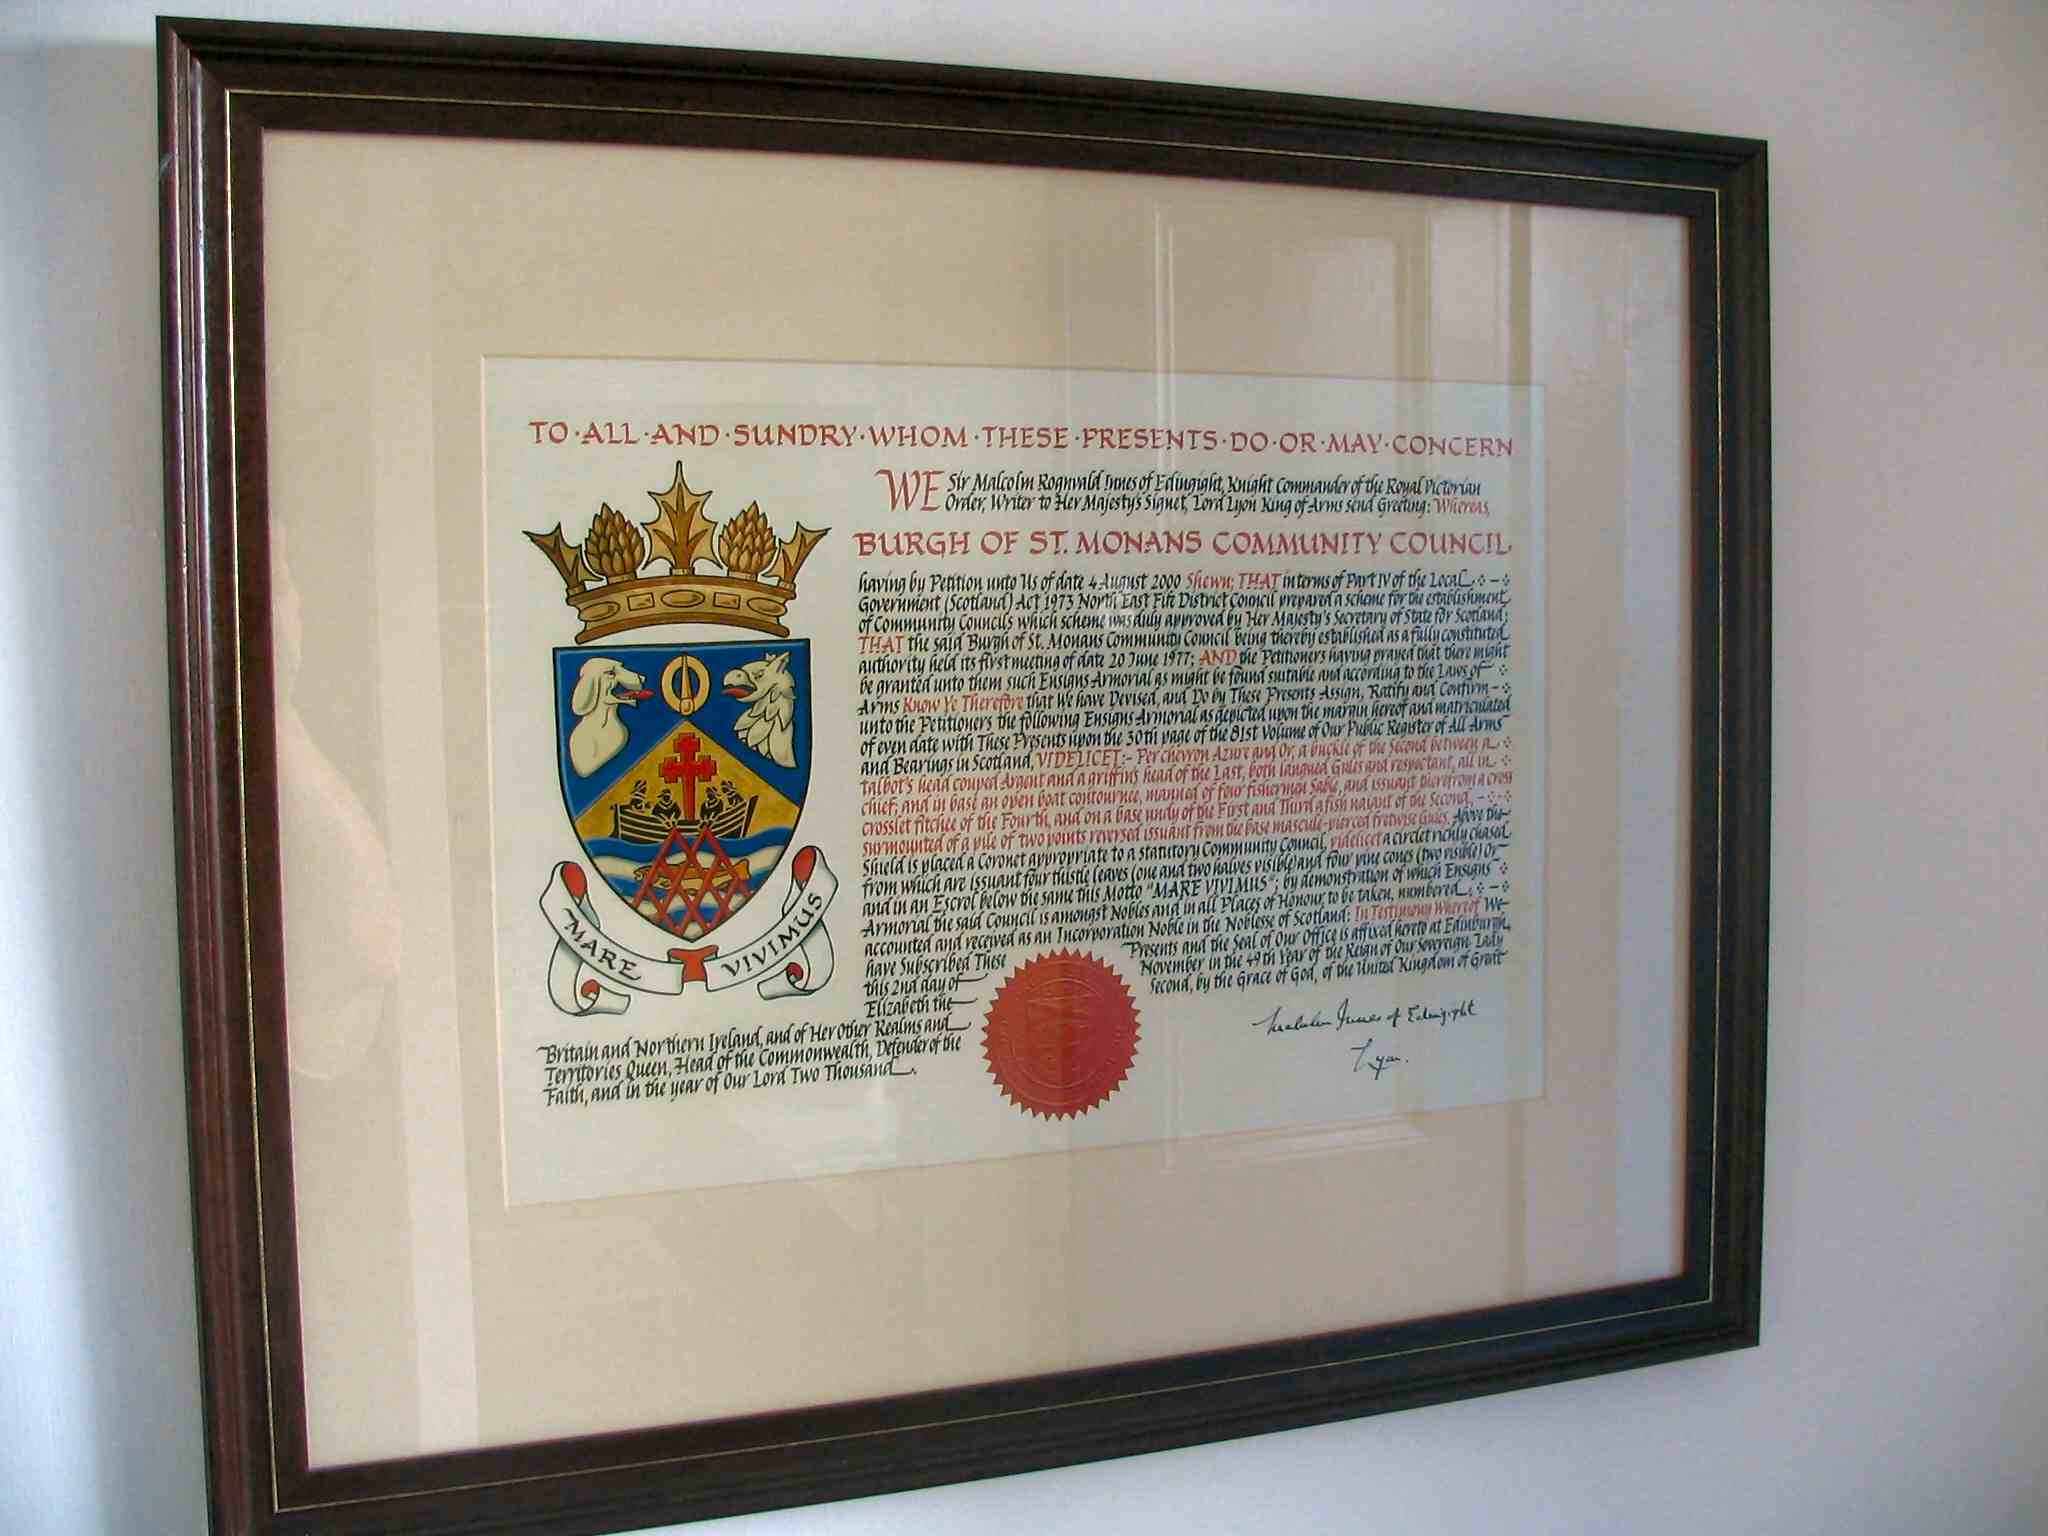 TO·ALL·AND·SUNDRY·WHOM·THESE·PRESENTS·DO·OR·MAY·CONCERN
WE Sir Malcolm Rognvald Innes of Edingight, Knight Commander of the Royal Victorian
Order, Writer to Her Majesty's Signet, Lord Lyon King of Arms send Greeting: Whereas,
BURGH OF ST. MONANS COMMUNITY COUNCIL
having by Petition unto Us of date 4 August 2000 Shewn; THAT in terms of Part IV of the Local
Government (Scotland) Act 1973 North East Fife District Council prepared a scheme for the establishment
of Community Councils which scheme was duly approved by Her Majesty's Secretary of State for Scotland;
THAT the said Burgh of St. Monans Community Council being thereby established as a fully constituted
authority held its first meeting of date 20 June 1977; AND the Petitioners having prayed that there might
be granted unto them such Ensigns Armorial as might be found suitable and according to the Laws of
Arms Know Ye Therefore that We have Devised, and Do by These Presents Assign, Ratify and Confirm
unto the Petitioners the following Ensigns Armorial as depicted upon the margin hereof and matriculated
of even date with These Presents upon the 30th page of the 81st Volume of Our Public Register of All Arms
and Bearings in Scotland, VIDELICET:- Per chevron Azure and Or, a buckle of the Second between a
talbot's head couped Argent and a griffin's head of the Last, both langued Gules and respectant, all in
chief; and in base an open boat contournee, manned of four fishermen Sable, and issuant therefrom a cross
crosslet fitchee of the Fourth, and on a base undy of the First and Third a fish naiant of the Second,
surmounted of a pile of two points reversed issuant from the base mascule-pierced fretwise Gules. Above the
Shield is placed a Coronet appropriate to a statutory Community Council, videlicet a circlet richly chased
from which are issuant four thistle leaves (one and two halves visible) and four pine cones (two visible) Or
and in an Escrol below the same this Motto "MARE VIVIMUS"; by demonstration of which Ensigns
Armorial the said Council is amongst Nobles and in all Places of Honour, to be taken, numbered,
accounted and received as an Incorporation Noble in the Noblesse of Scotland: In Testimony Whereof We
have Subscribed These Presents and the Seal of Our Office is affixed hereto at Edinburgh,
this 2nd day of November in the 49th Year of the Reign of Our Sovereign Lady
Elizabeth the Second, by the Grace of God, of the United Kingdom of Great
Britain and Northern Ireland, and of Her Other Realms and
Territories Queen, Head of the Commonwealth, Defender of the
Faith, and in the year of Our Lord Two Thousand.
MARE VIVIMUS
Malcolm Innes of Edingight
Lyon.